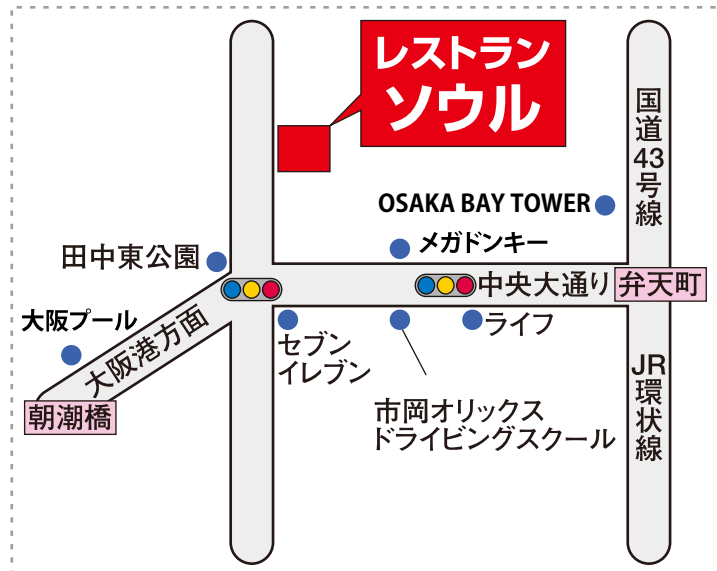 レストラン
ソウル
国道43号線
OSAKA BAY TOWER
メガドンキー
田中東公園
中央大通り
弁天町
大阪プール
大阪港方面
セブン
イレブン
ライフ
朝潮橋
市岡オリックス
ドライビングスクール
JR環状線